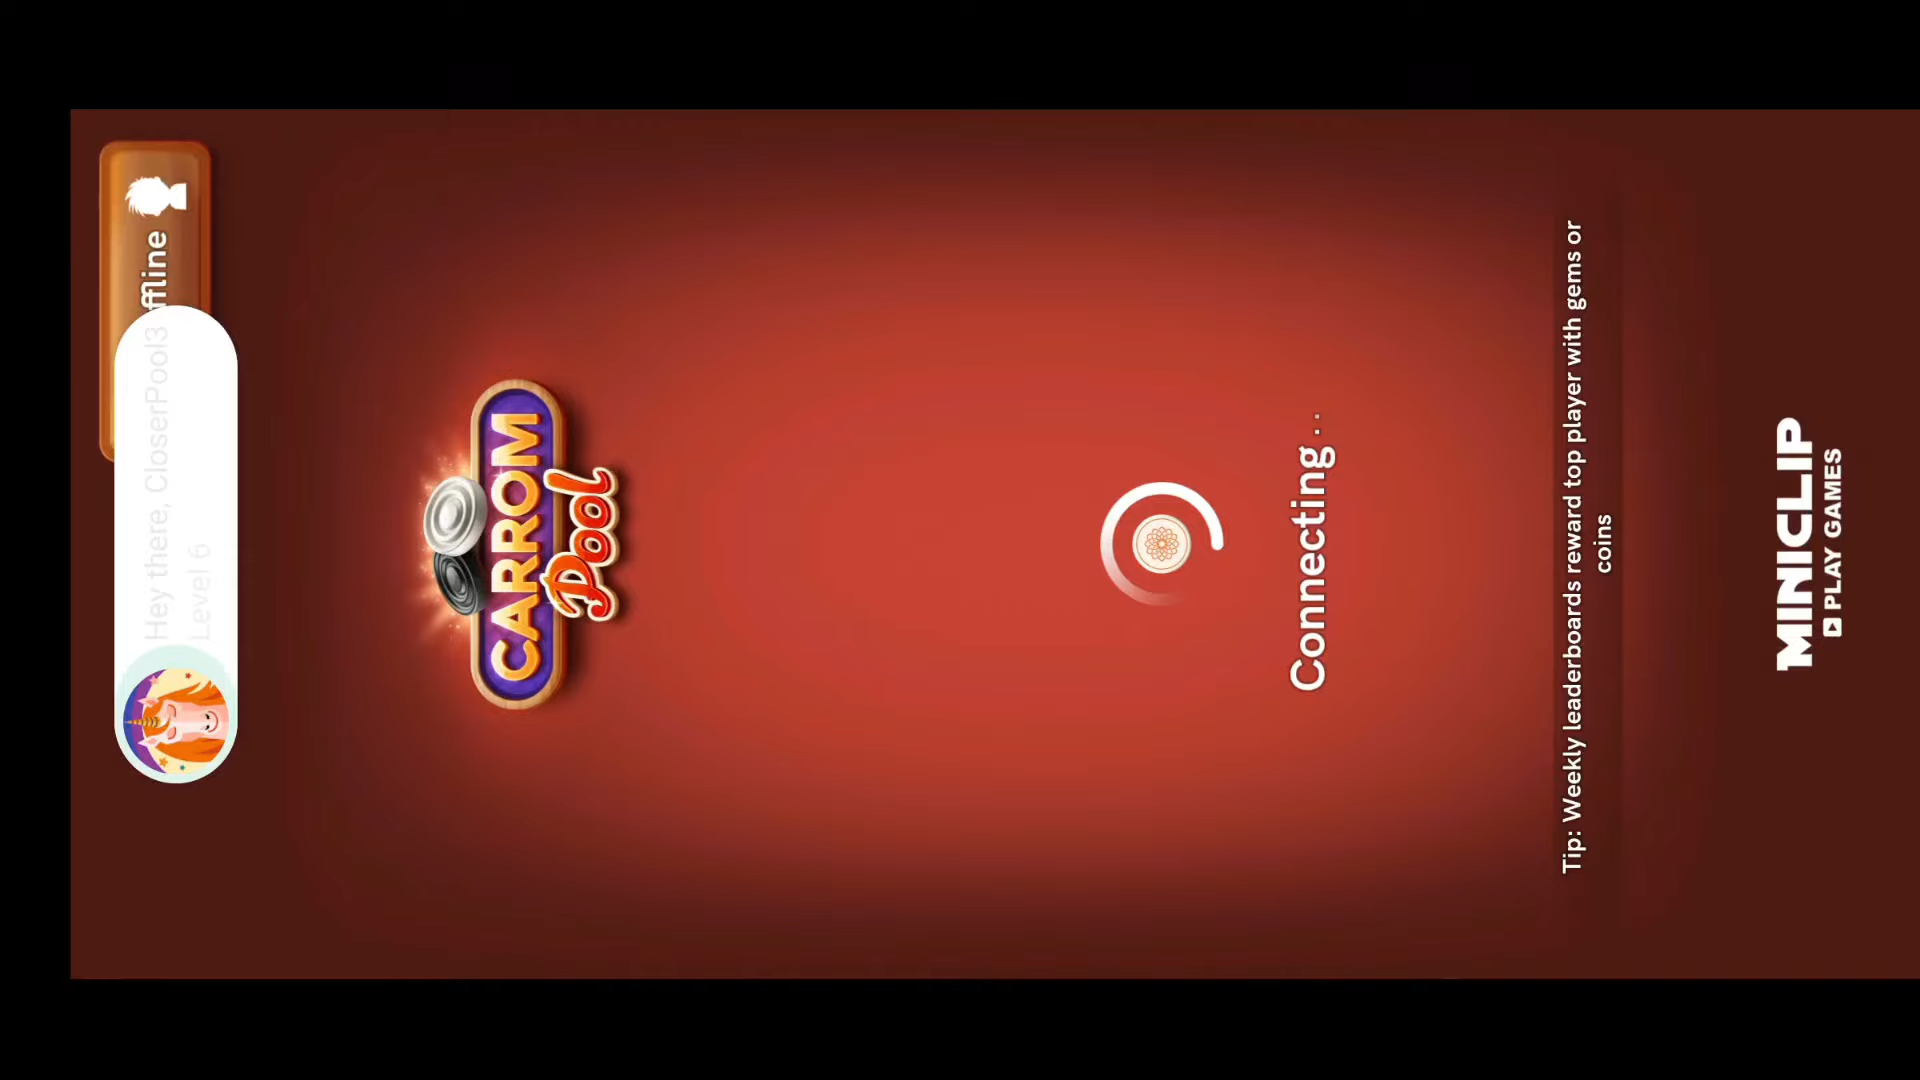 ffline
Hey there, CloserPool3
Level 6
CARROM
Pool
Connecting . .
Tip: Weekly leaderboards reward top player with gems or
coins
MINICLIP
PLAY GAMES